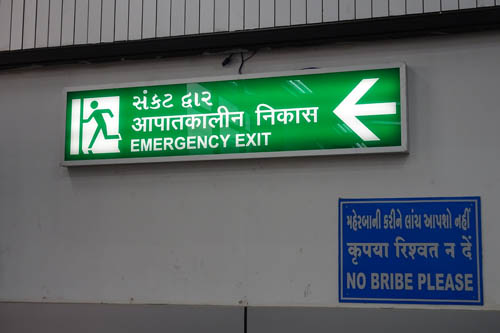 સંકટ દ્વાર
आपातकालीन निकास
EMERGENCY EXIT
મહેરબાની કરીને લાંચ આપશો નહીં
कृपया रिश्वत न दें
NO BRIBE PLEASE